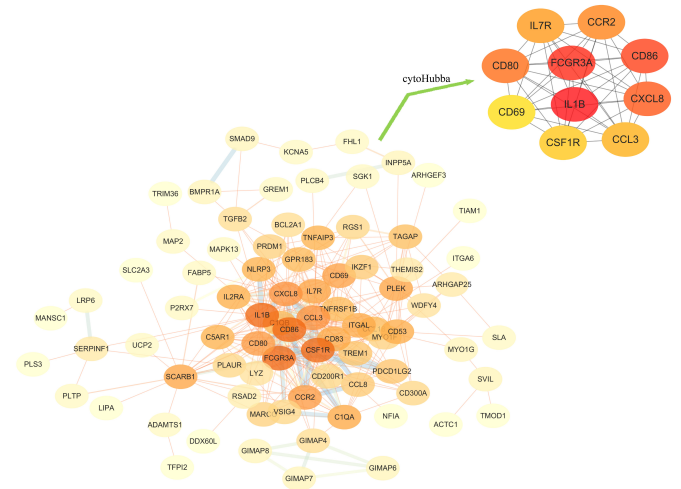 IL7R
CCR2
CD80
FCGR3A
CD86
cytoHubba
IL1B
CXCL8
CD69
CSF1R
CCL3
SMAD9
KCNA5
FHL1
INPP5A
PLCB4
SGK1
ARHGEF3
TRIM36
BMPR1A
GREM1
TIAM1
TGFB2
BCL2A1
RGS1
MAP2
MAPK13
PRDM1
TNFAIP3
TAGAP
GPR183
ITGA6
SLC2A3
FABP5
NLRP3
CD69
IKZF1
THEMIS2
ARHGAP25
LRP6
IL2RA
CXCL8
IL7R
PLEK
MANSC1
P2RX7
TNFRSF1B
WDFY4
IL1B
CCL3
ITGAL
CD53
SLA
SERPINF1
UCP2
C5AR1
CD80
CD86
CD83
CSF1R
TREM1
MYO1G
PLS3
SCARB1
PLAUR
LYZ
FCGR3A
CD200R1
CCL8
PDCD1LG2
SVIL
PLTP
LIPA
RSAD2
CCR2
CD300A
ADAMTS1
VSIG4
C1QA
NFIA
ACTC1
TMOD1
DDX60L
GIMAP4
TFPI2
GIMAP8
GIMAP6
GIMAP7